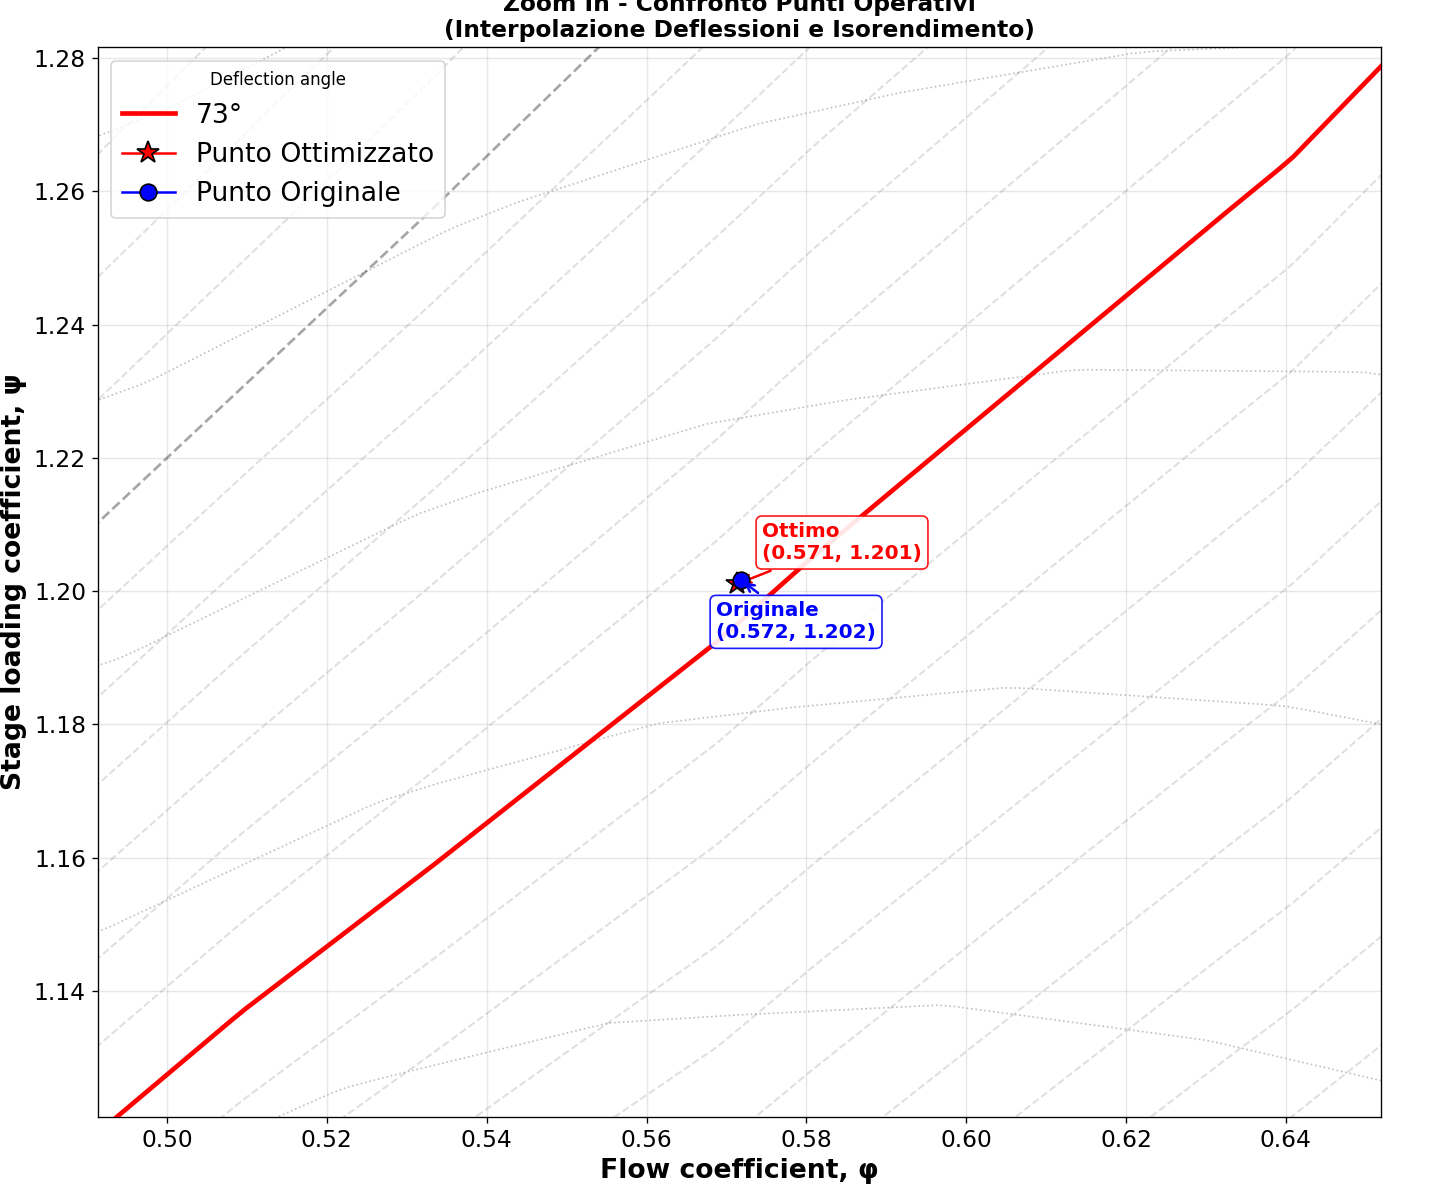 Zoom In - Confronto Punti Operativi
(Interpolazione Deflessioni e Isorendimento)
1.28
1.26
1.24
1.22
1.20
1.18
1.16
1.14
Stage loading coefficient, ψ
Deflection angle
73°
Punto Ottimizzato
Punto Originale
Ottimo
(0.571, 1.201)
Originale
(0.572, 1.202)
0.50 0.52 0.54 0.56 0.58 0.60 0.62 0.64
Flow coefficient, φ